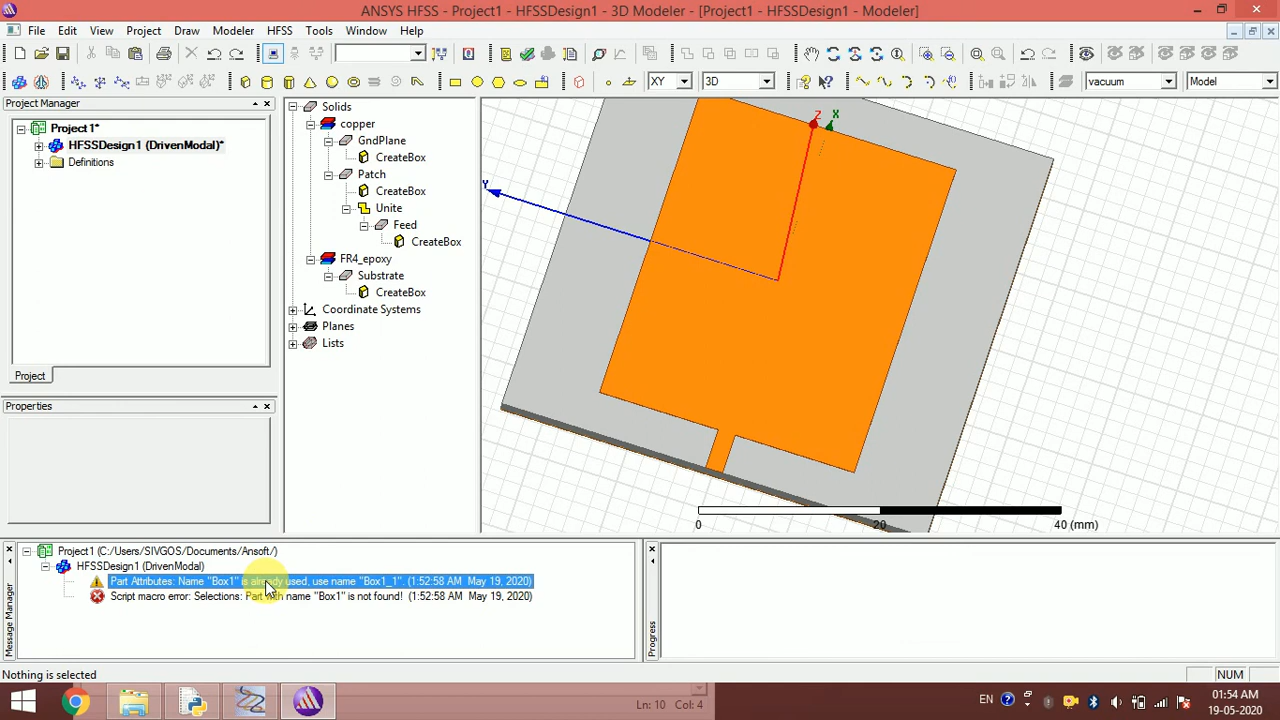 ANSYS HFSS - Project1 - HFSSDesign1 - 3D Modeler - [Project1 - HFSSDesign1 - Modeler]
File Edit View Project Draw Modeler HFSS Tools Window Help
XY 3D vacuum Model
Project Manager
Project1*
HFSSDesign1 (DrivenModal)*
Definitions
Project
Properties
Solids
copper
GndPlane
CreateBox
Patch
CreateBox
Unite
Feed
CreateBox
FR4_epoxy
Substrate
CreateBox
Coordinate Systems
Planes
Lists
Z
X
Y
0 20 40 (mm)
Message Manager
Project1 (C:/Users/SIVGOS/Documents/Ansoft/)
HFSSDesign1 (DrivenModal)
Part Attributes: Name "Box1" is already used, use name "Box1_1". (1:52:58 AM May 19, 2020)
Script macro error: Selections: Part with name "Box1" is not found! (1:52:58 AM May 19, 2020)
Progress
Nothing is selected
NUM
Ln: 10 Col: 4
EN
01:54 AM
19-05-2020